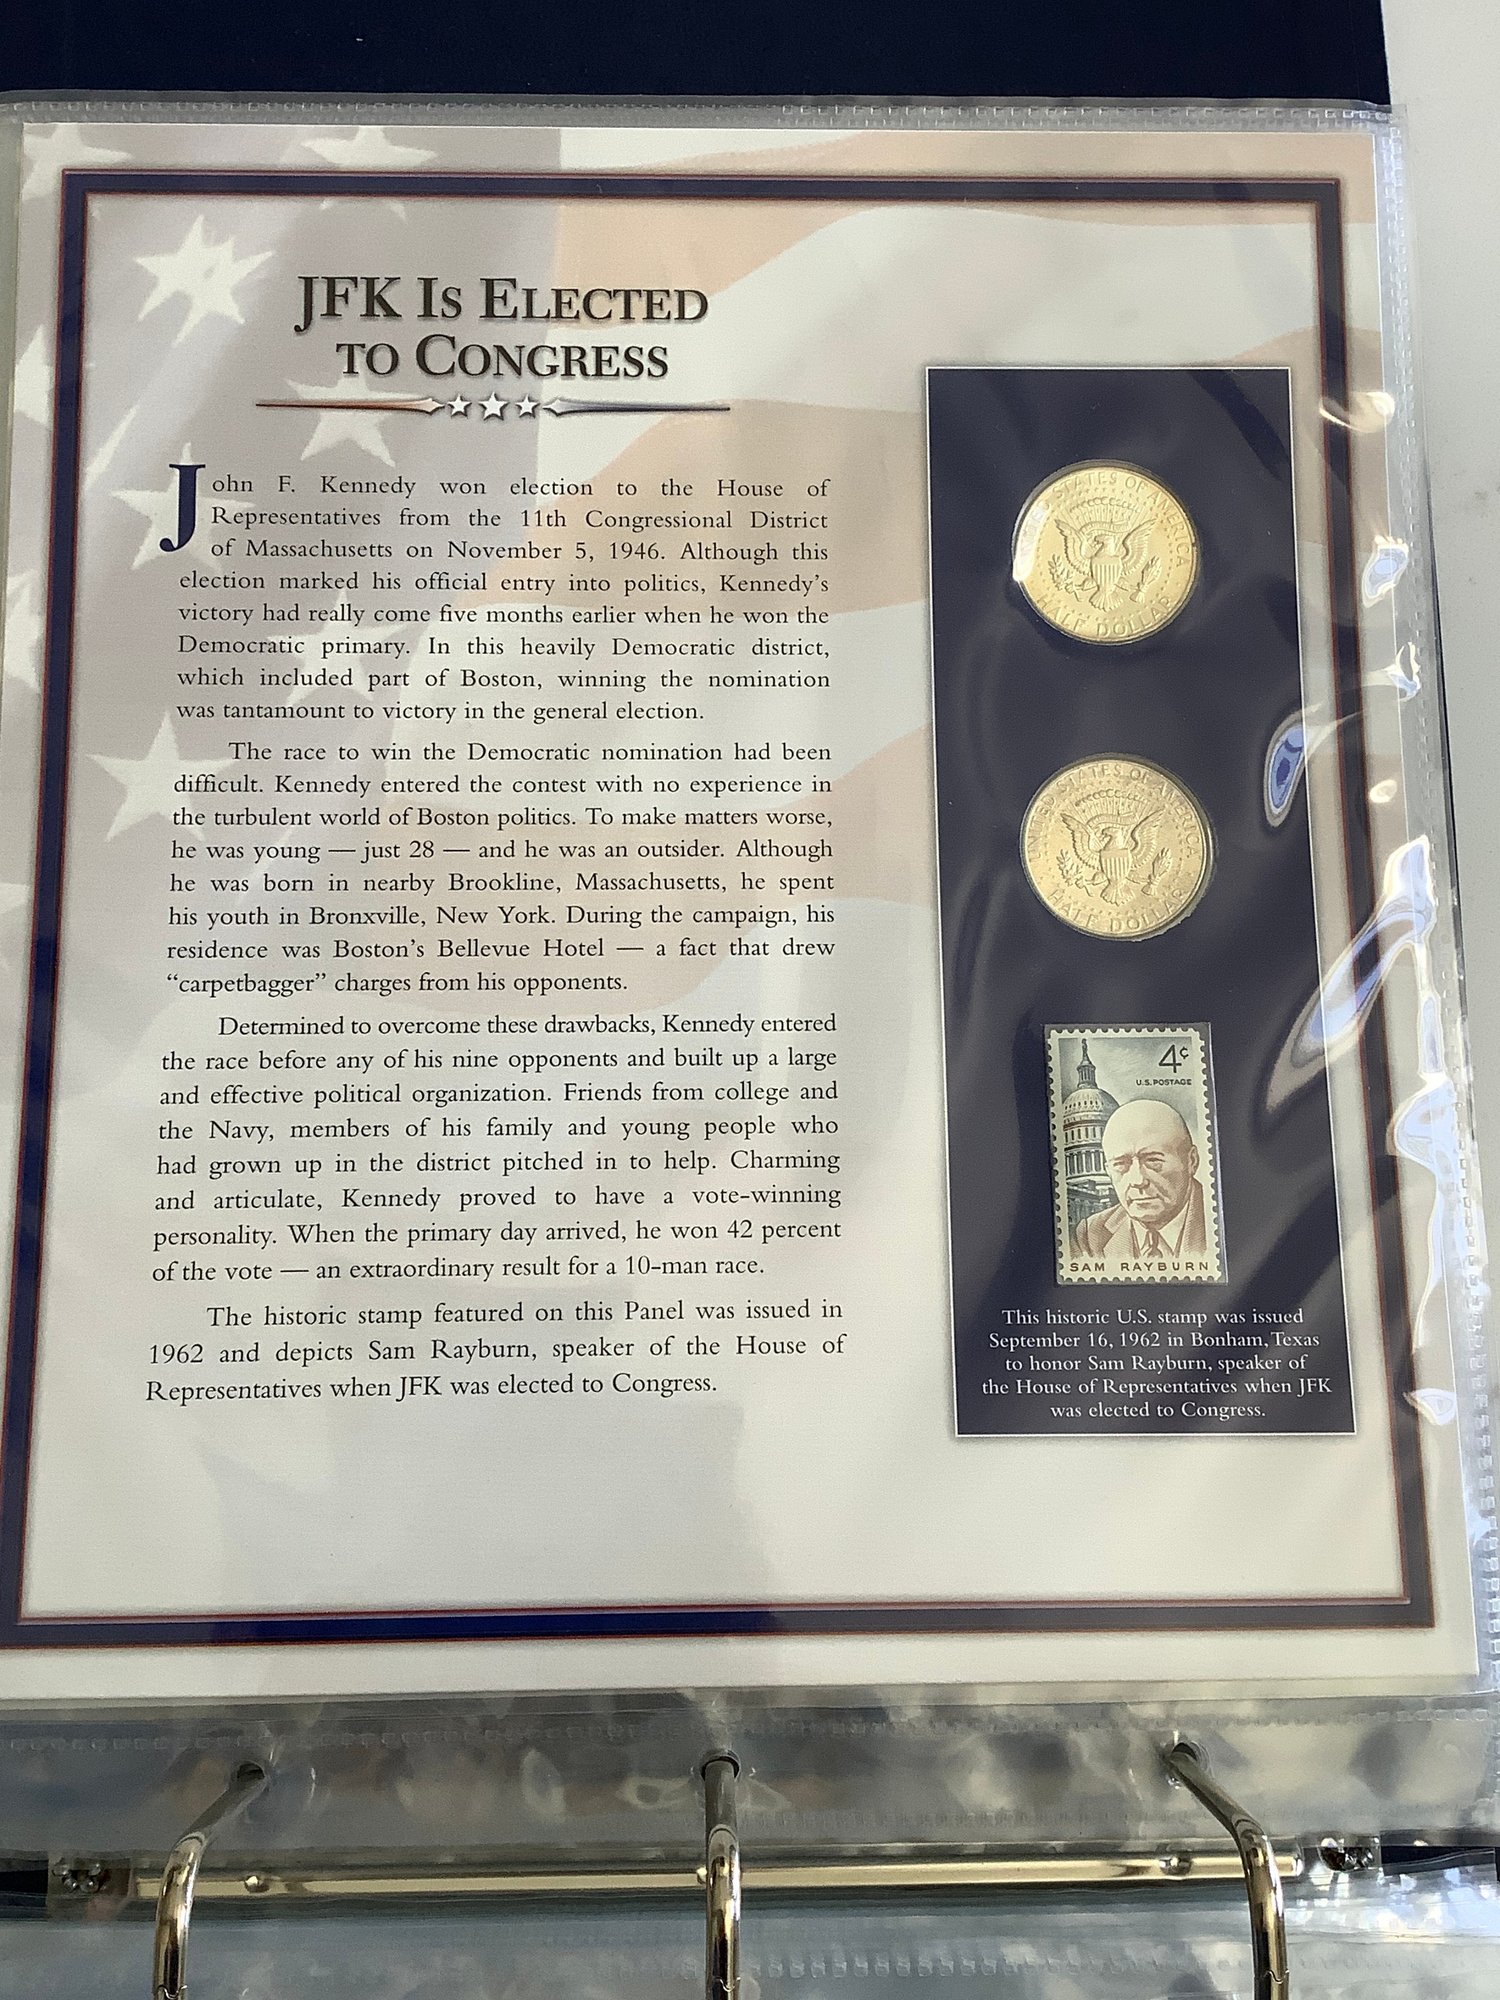 JFK IS ELECTED
TO CONGRESS
John F. Kennedy won election to the House of
Representatives from the 11th Congressional District
of Massachusetts on November 5, 1946. Although this
election marked his official entry into politics, Kennedy's
victory had really come five months earlier when he won the
Democratic primary. In this heavily Democratic district,
which included part of Boston, winning the nomination
was tantamount to victory in the general election.
The race to win the Democratic nomination had been
difficult. Kennedy entered the contest with no experience in
the turbulent world of Boston politics. To make matters worse,
he was young — just 28 — and he was an outsider. Although
he was born in nearby Brookline, Massachusetts, he spent
his youth in Bronxville, New York. During the campaign, his
residence was Boston's Bellevue Hotel — a fact that drew
“carpetbagger” charges from his opponents.
Determined to overcome these drawbacks, Kennedy entered
the race before any of his nine opponents and built up a large
and effective political organization. Friends from college and
the Navy, members of his family and young people who
had grown up in the district pitched in to help. Charming
and articulate, Kennedy proved to have a vote-winning
personality. When the primary day arrived, he won 42 percent
of the vote — an extraordinary result for a 10-man race.
The historic stamp featured on this Panel was issued in
1962 and depicts Sam Rayburn, speaker of the House of
Representatives when JFK was elected to Congress.
STATES OF AMERICA
HALF DOLLAR
UNITED STATES OF AMERICA
HALF DOLLAR
4c
U.S. POSTAGE
SAM RAYBURN
This historic U.S. stamp was issued
September 16, 1962 in Bonham, Texas
to honor Sam Rayburn, speaker of
the House of Representatives when JFK
was elected to Congress.